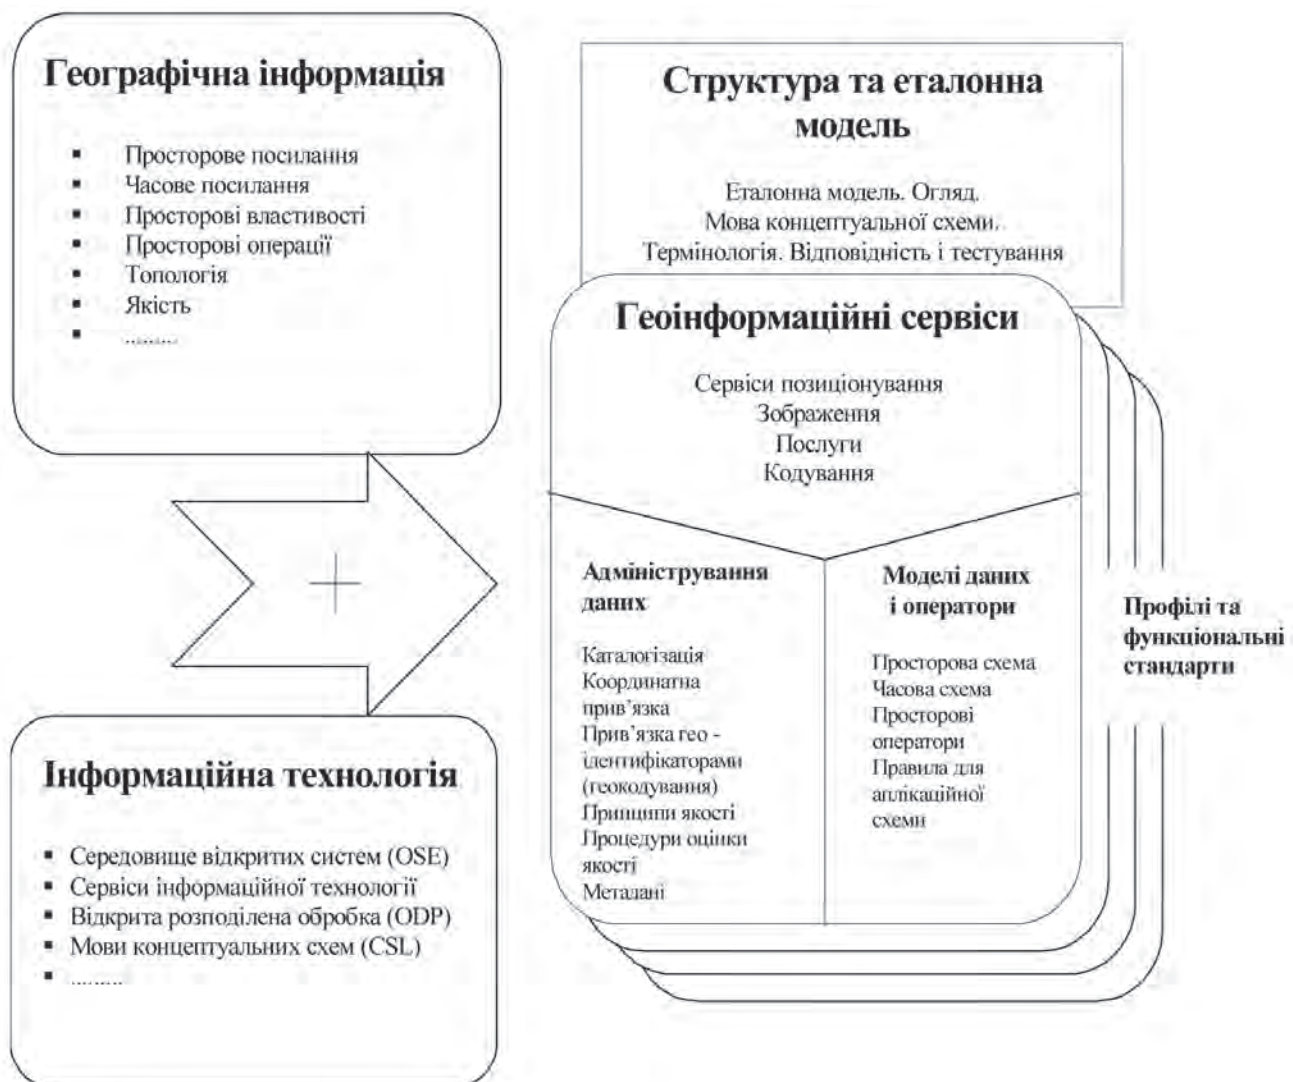 Географічна інформація
▪ Просторове посилання
▪ Часове посилання
▪ Просторові властивості
▪ Просторові операції
▪ Топологія
▪ Якість
▪ .........
Інформаційна технологія
▪ Середовище відкритих систем (OSE)
▪ Сервіси інформаційної технології
▪ Відкрита розподілена обробка (ODP)
▪ Мови концептуальних схем (CSL)
▪ .........
Структура та еталонна
модель
Еталонна модель. Огляд.
Мова концептуальної схеми.
Термінологія. Відповідність і тестування
Геоінформаційні сервіси
Сервіси позиціонування
Зображення
Послуги
Кодування
Адміністрування
даних
Каталогізація
Координатна
прив’язка
Прив’язка гео -
ідентифікаторами
(геокодування)
Принципи якості
Процедури оцінки
якості
Метадані
Моделі даних
і оператори
Просторова схема
Часова схема
Просторові
оператори
Правила для
аплікаційної
схеми
Профілі та
функціональні
стандарти